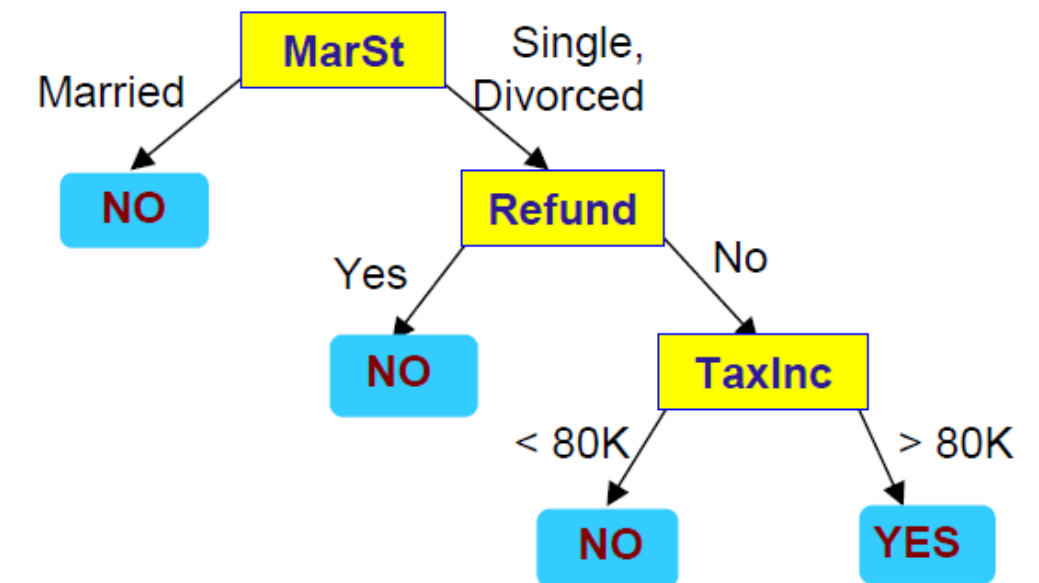 MarSt
Single,
Married
Divorced
NO
Refund
Yes
No
NO
TaxInc
< 80K
> 80K
NO
YES